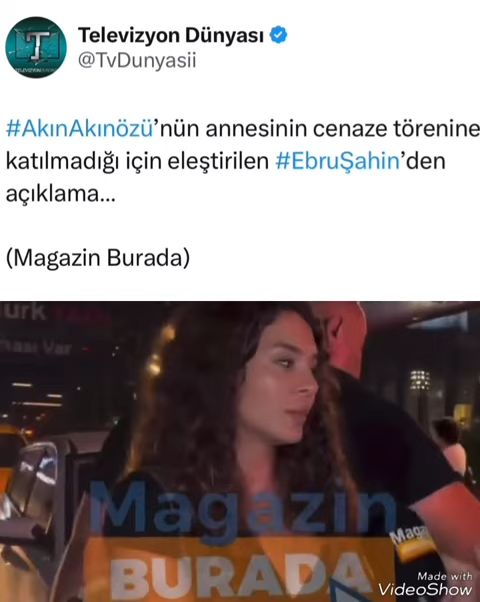 Televizyon Dünyası
@TvDunyasii
#AkınAkınözü’nün annesinin cenaze törenine
katılmadığı için eleştirilen #EbruŞahin’den
açıklama...
(Magazin Burada)
Magazin
BURADA
Made with
VideoShow